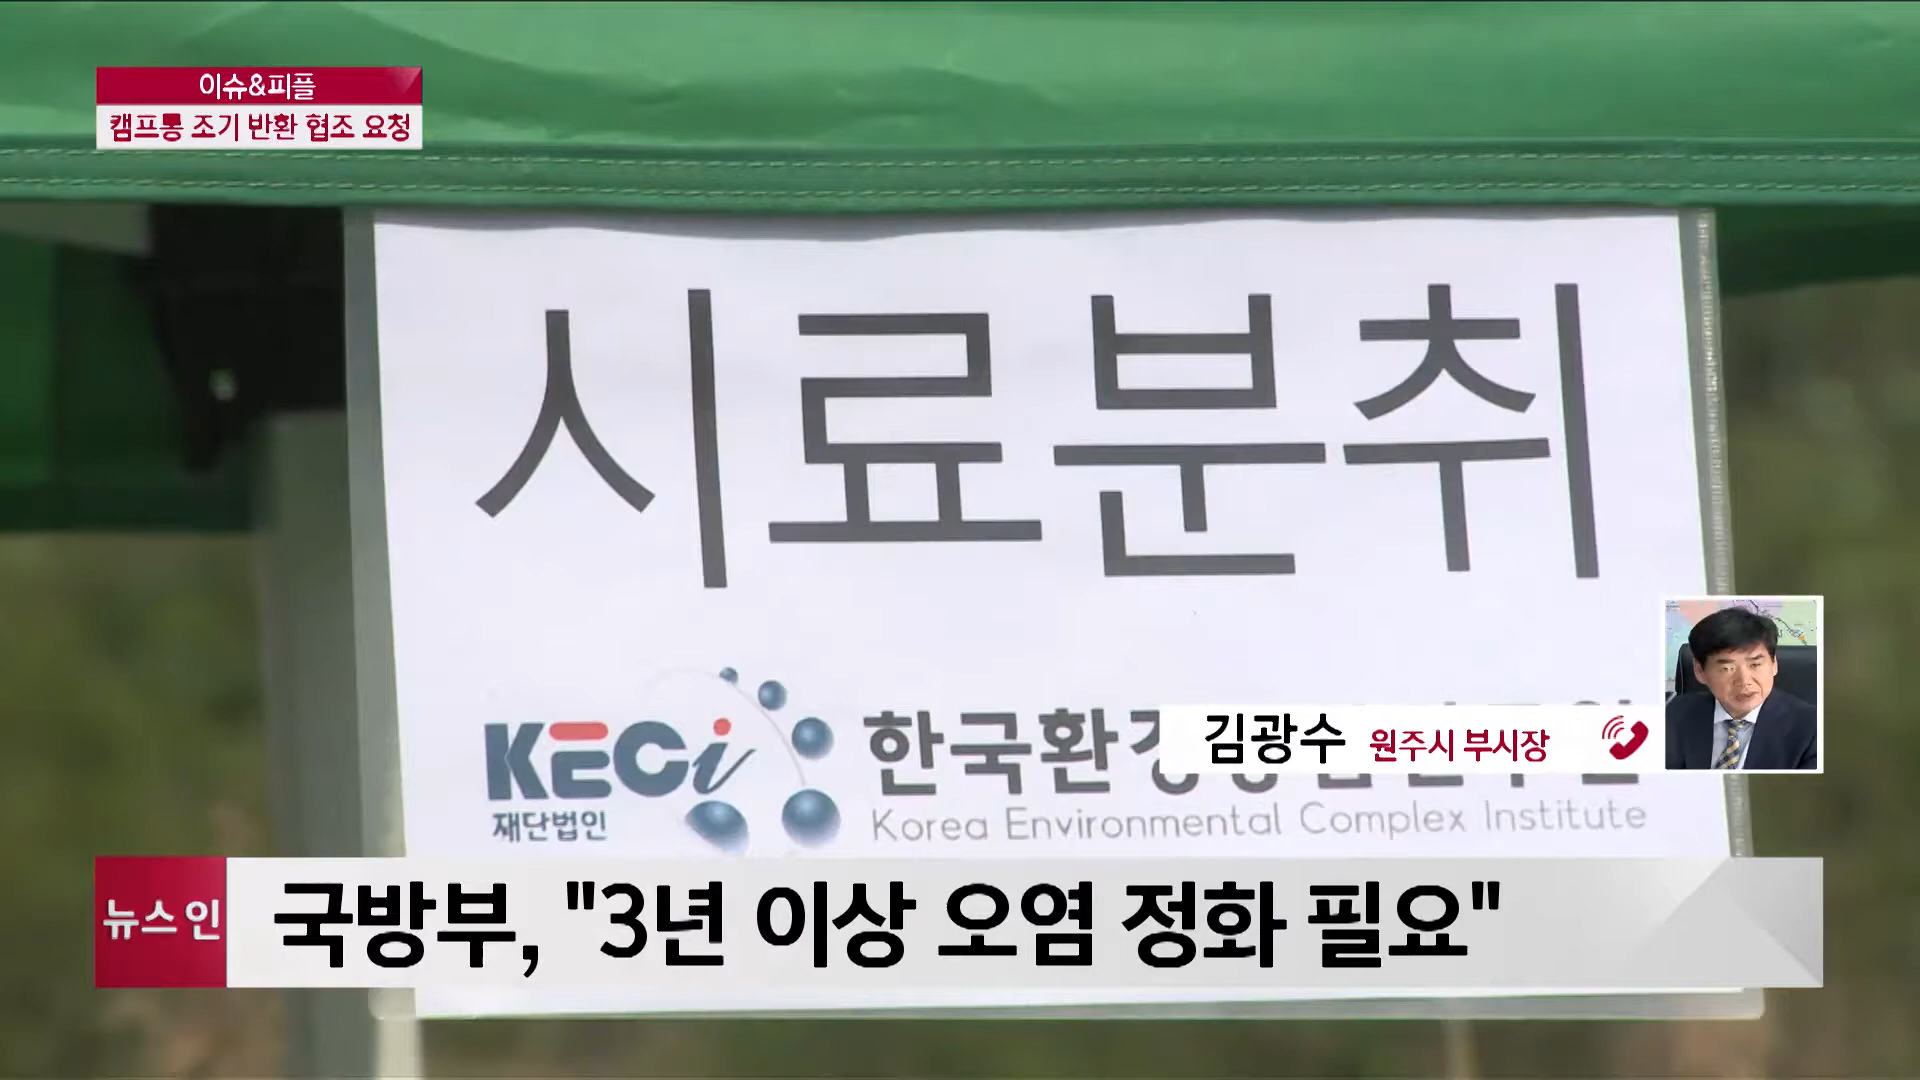 이슈&피플
캠프롱 조기 반환 협조 요청
시료분취
KECi
재단법인
한국환경
Korea Environmental Complex Institute
김광수 원주시 부시장
뉴스인
국방부, "3년 이상 오염 정화 필요"